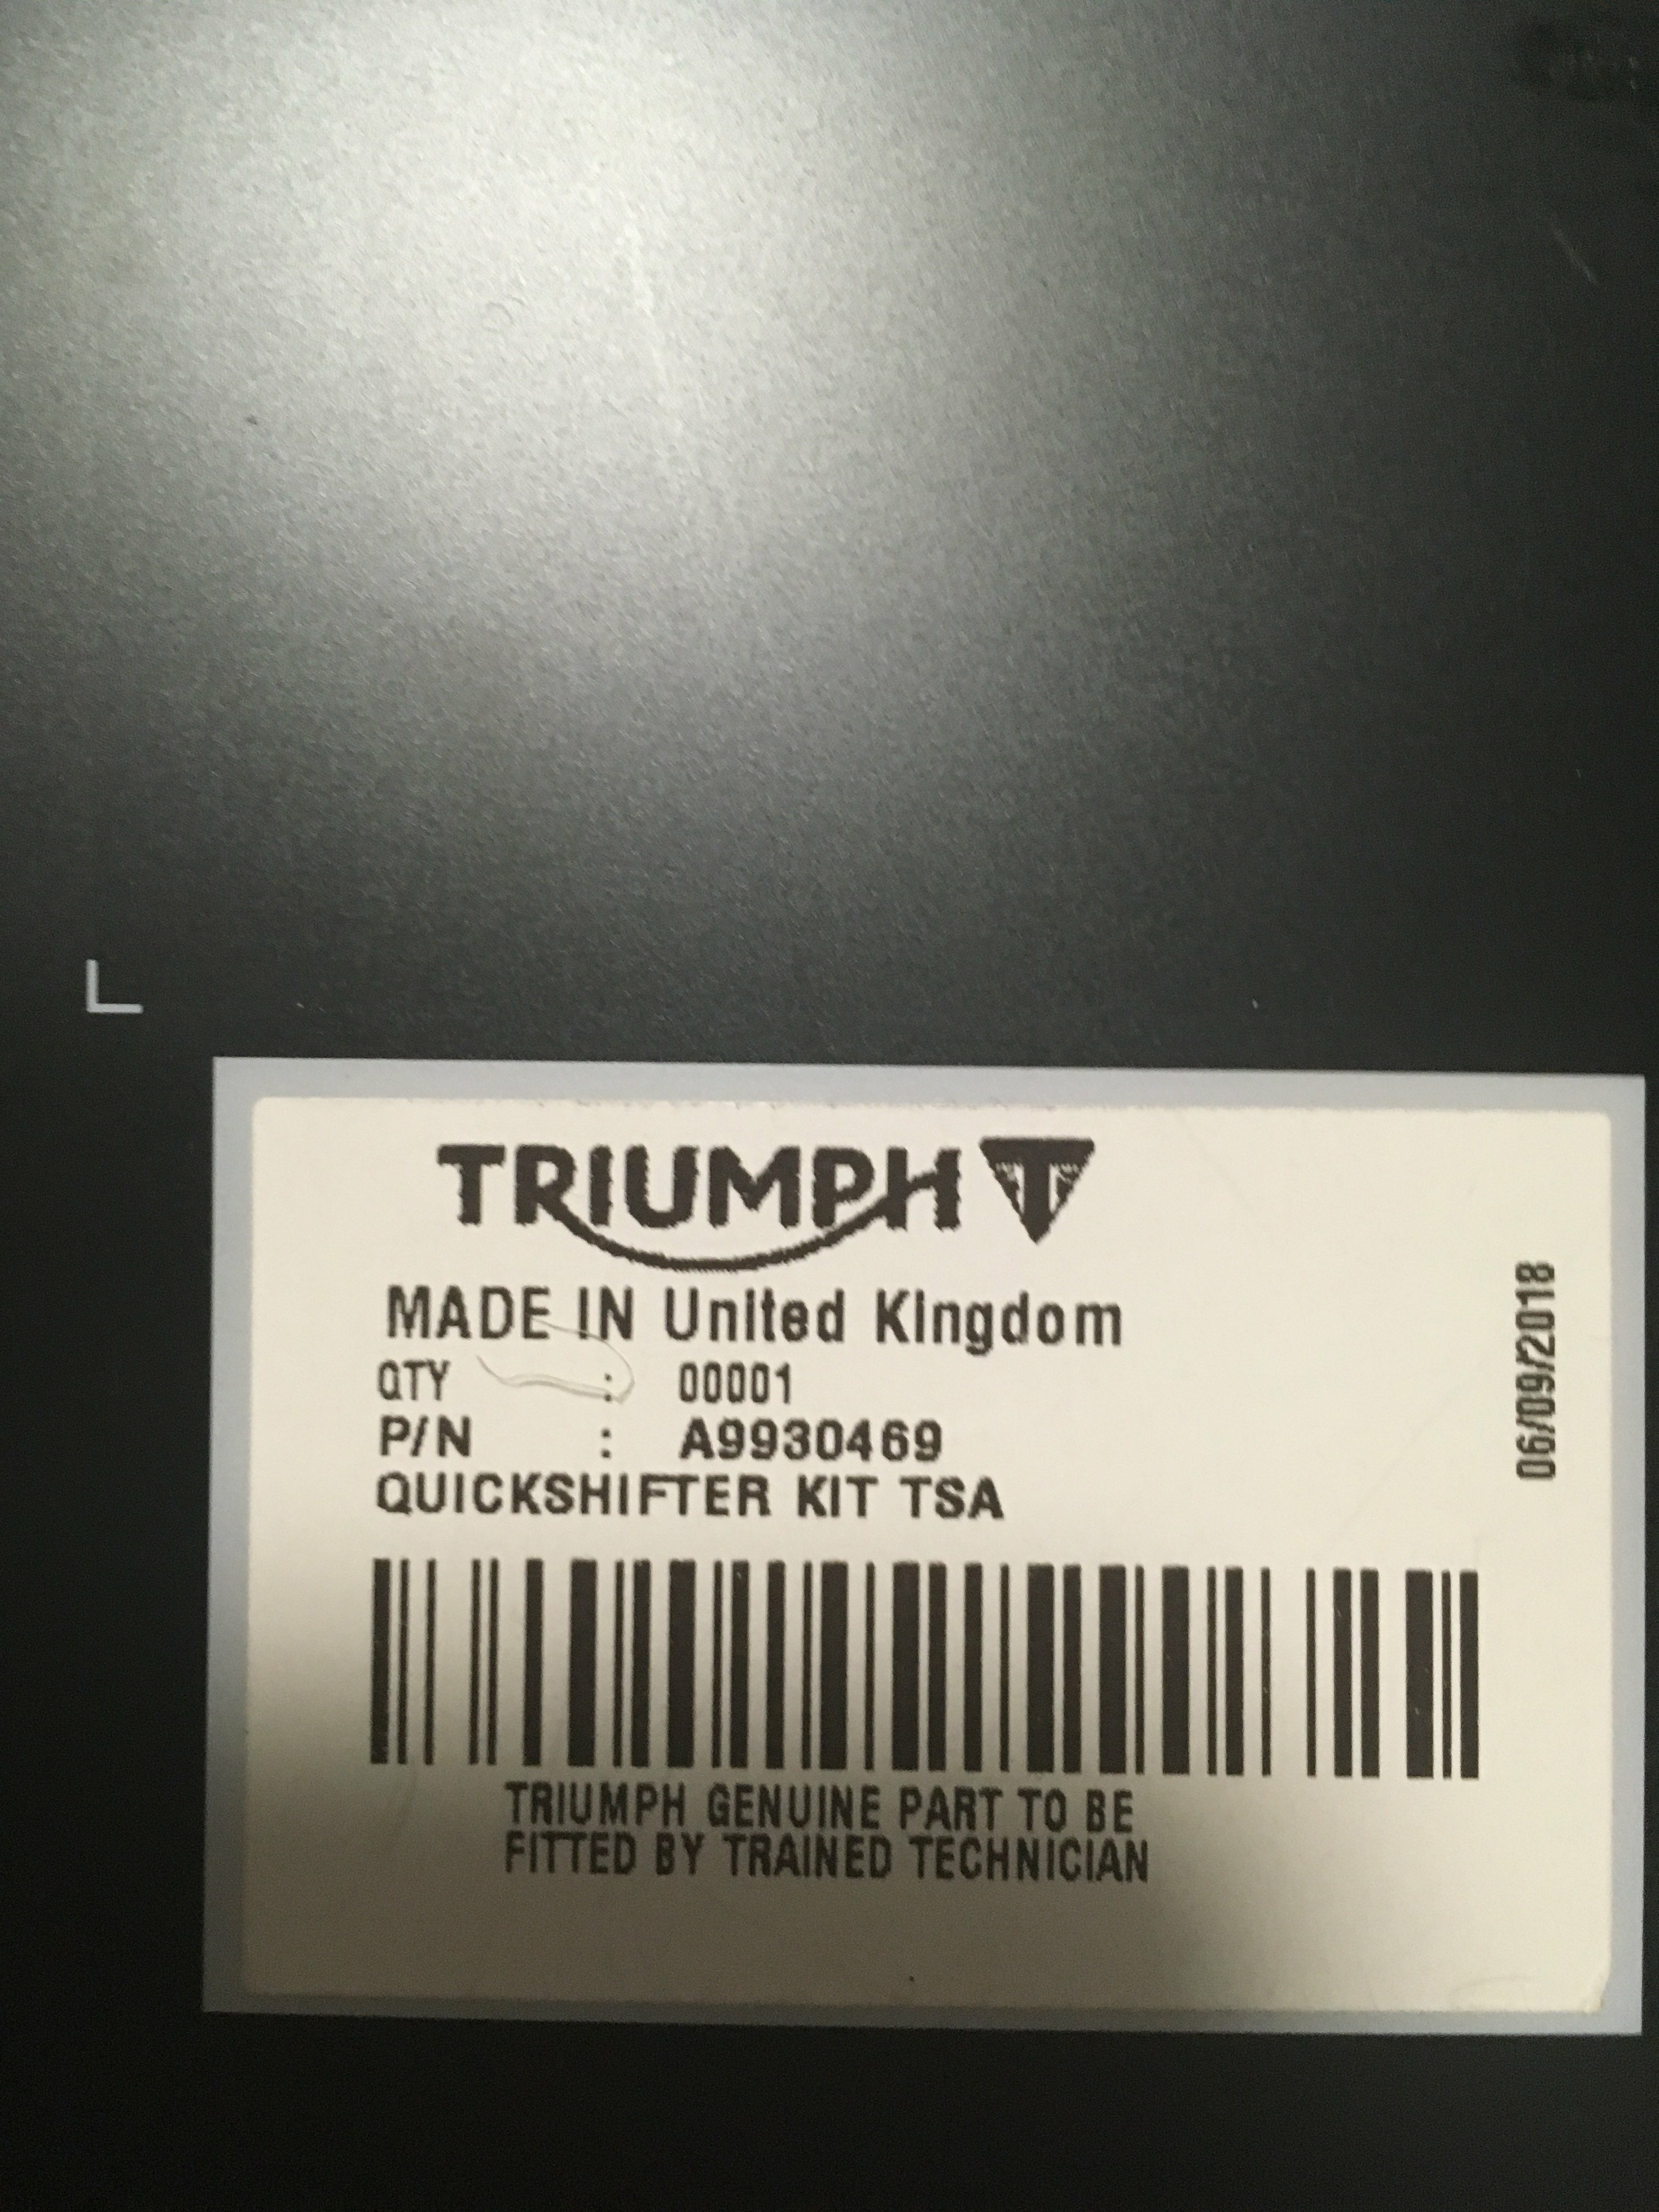 TRIUMPH
MADE IN United Kingdom
QTY : 00001
P/N : A9930469
QUICKSHIFTER KIT TSA
TRIUMPH GENUINE PART TO BE
FITTED BY TRAINED TECHNICIAN
06/09/2018